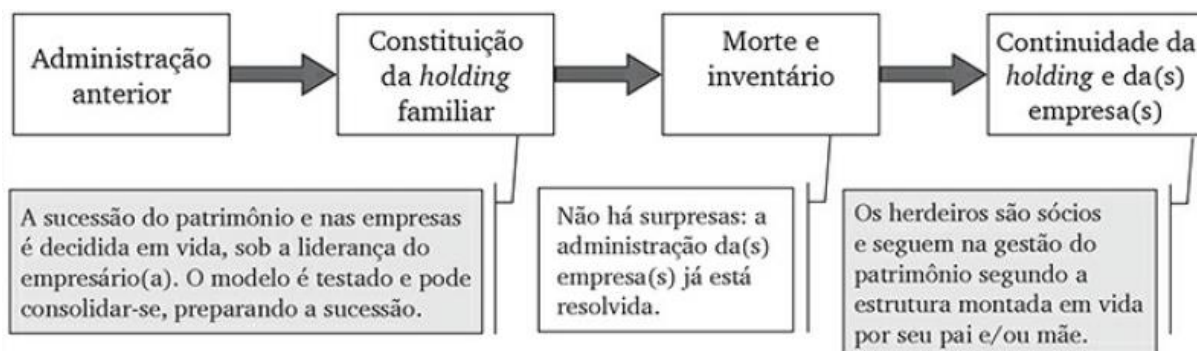 Administração
anterior
Constituição
da holding
familiar
Morte e
inventário
Continuidade da
holding e da(s)
empresa(s)
A sucessão do patrimônio e nas empresas
é decidida em vida, sob a liderança do
empresário(a). O modelo é testado e pode
consolidar-se, preparando a sucessão.
Não há surpresas: a
administração da(s)
empresa(s) já está
resolvida.
Os herdeiros são sócios
e seguem na gestão do
patrimônio segundo a
estrutura montada em vida
por seu pai e/ou mãe.